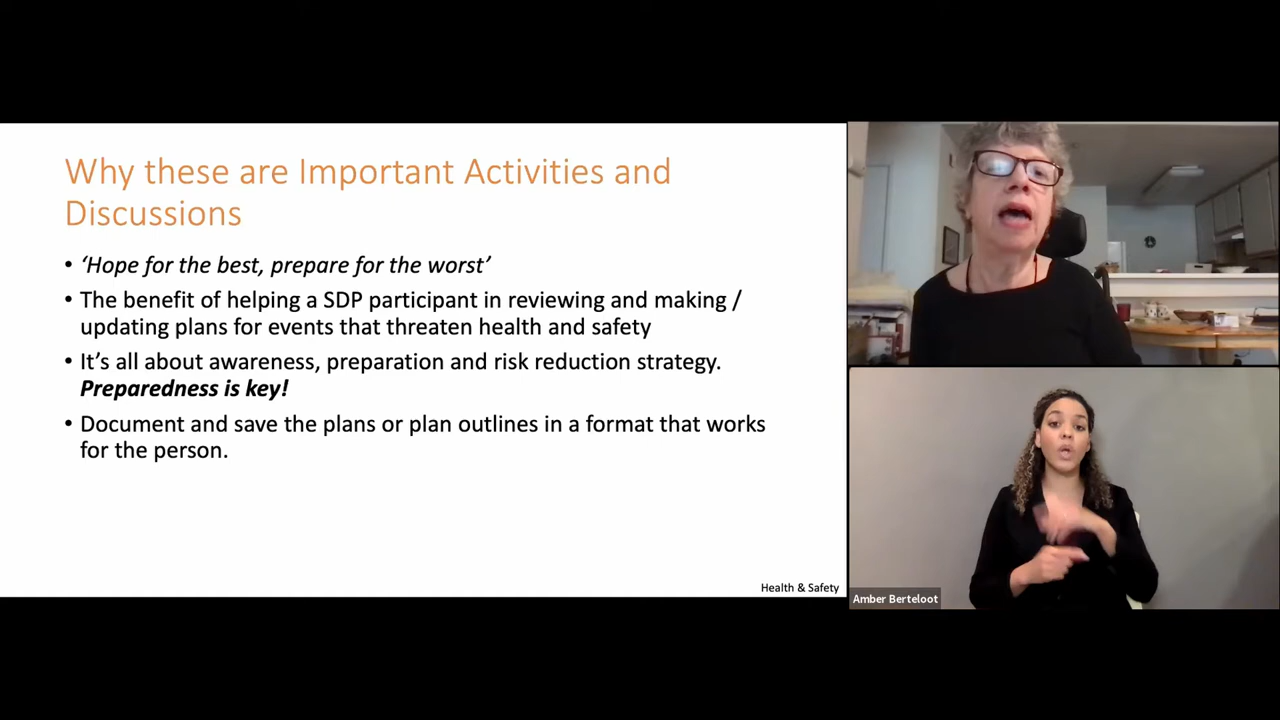 Why these are Important Activities and
Discussions
• ‘Hope for the best, prepare for the worst’
• The benefit of helping a SDP participant in reviewing and making /
updating plans for events that threaten health and safety
• It’s all about awareness, preparation and risk reduction strategy.
Preparedness is key!
• Document and save the plans or plan outlines in a format that works
for the person.
Health & Safety
Amber Berteloot